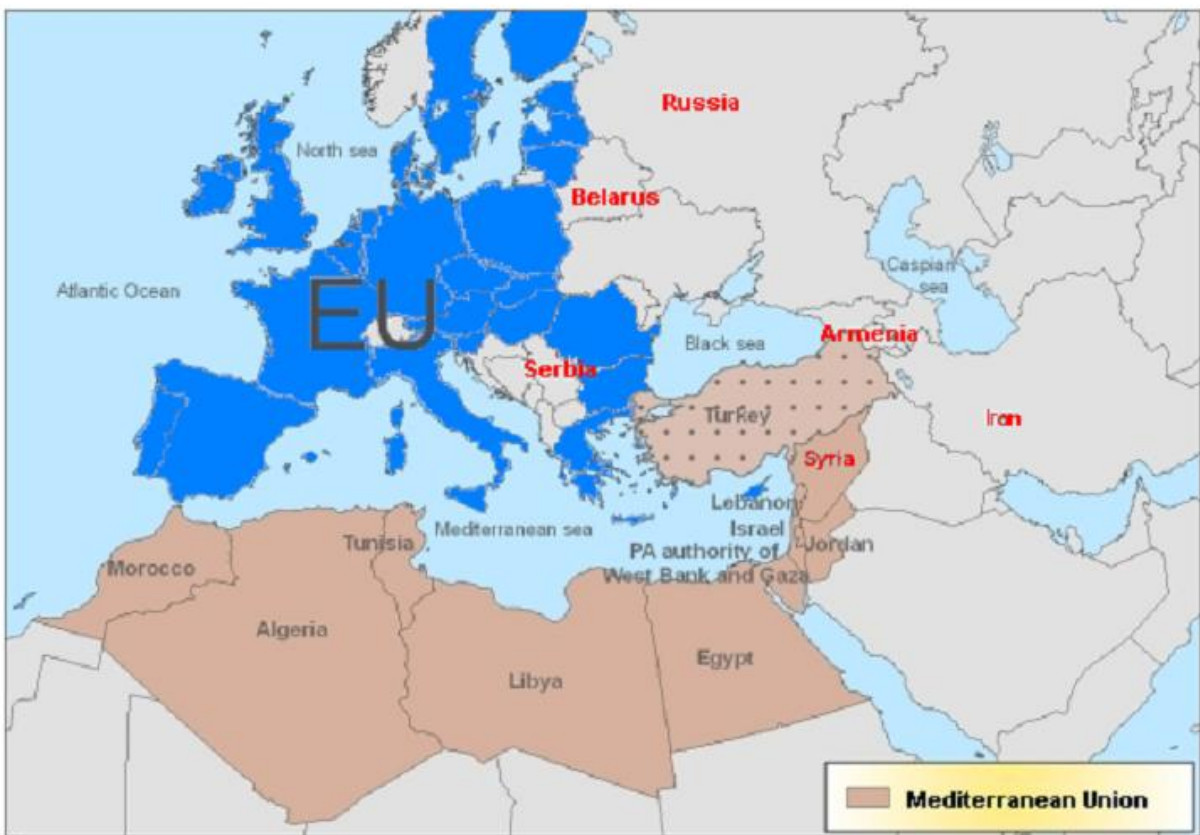 Russia
North sea
Belarus
Caspian
sea
Atlantic Ocean
EU
Black sea
Armenia
Serbia
Turkey
Iran
Syria
Lebanon
Mediterranean sea
Israel
Tunisia
PA authority of
Jordan
West Bank and Gaza
Morocco
Algeria
Egypt
Libya
Mediterranean Union